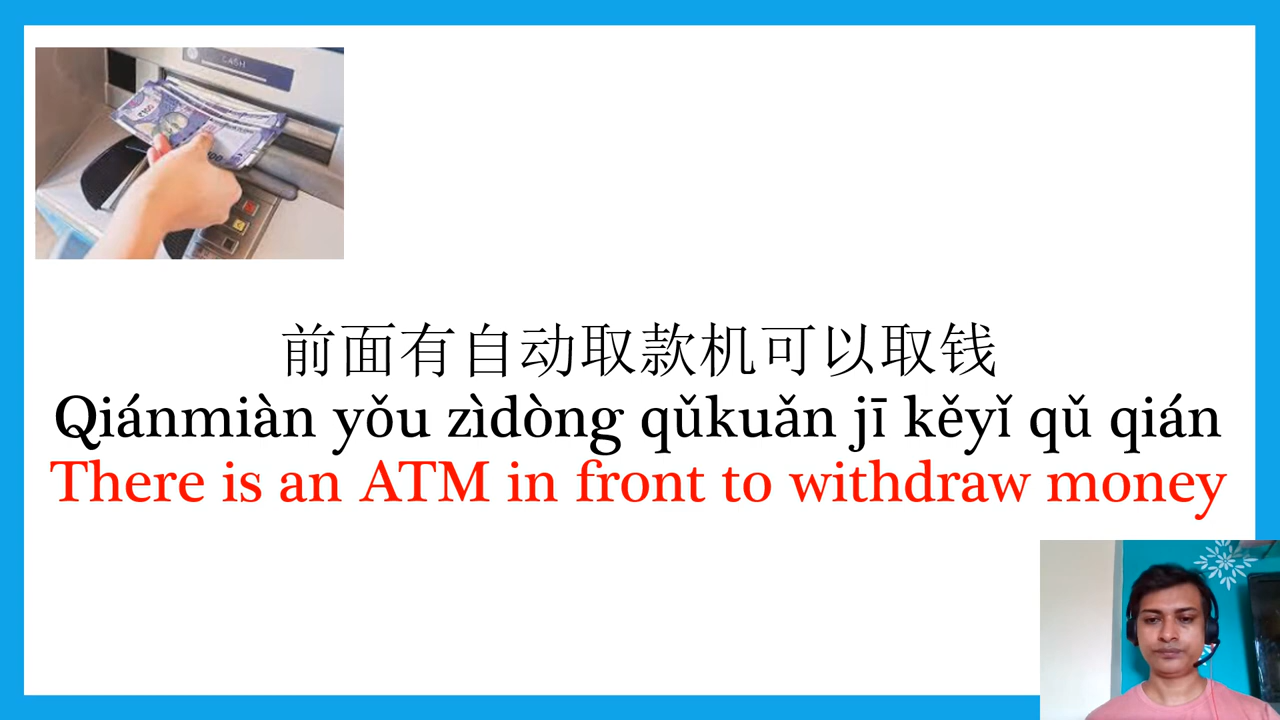 CASH
前面有自动取款机可以取钱
Qiánmiàn yǒu zìdòng qǔkuǎn jī kěyǐ qǔ qián
There is an ATM in front to withdraw money